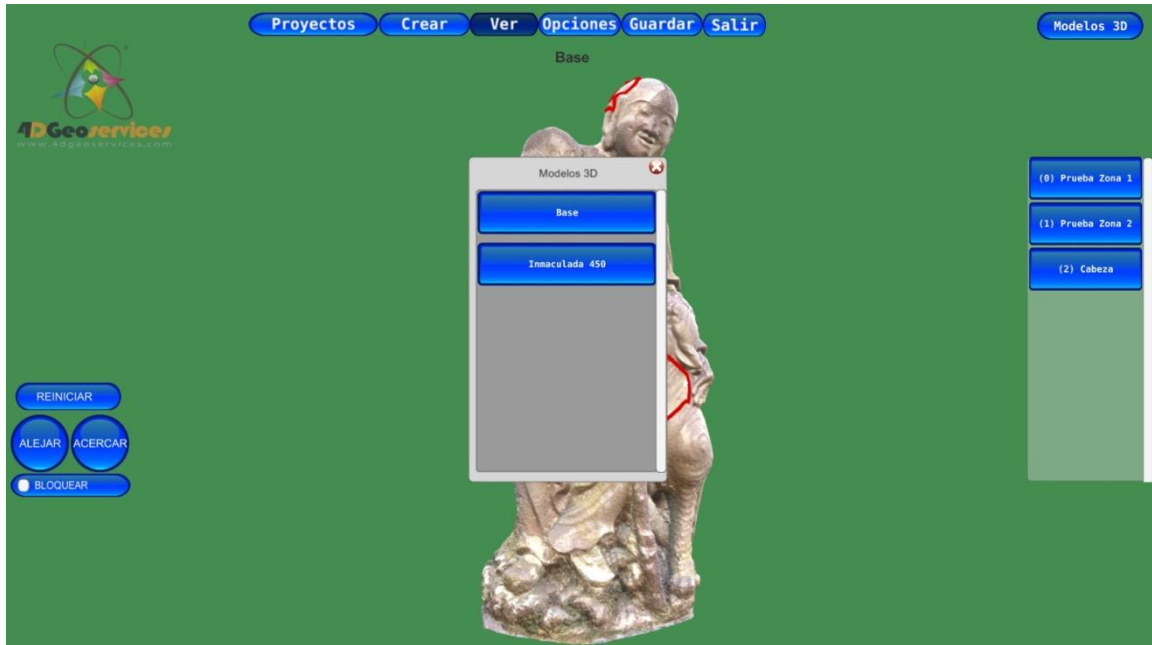 Proyectos Crear Ver Opciones Guardar Salir
Modelos 3D
Base
4DGeoservices
www.4dgeoservices.com
Modelos 3D
Base
Inmaculada 450
(0) Prueba Zona 1
(1) Prueba Zona 2
(2) Cabeza
REINICIAR
ALEJAR ACERCAR
BLOQUEAR